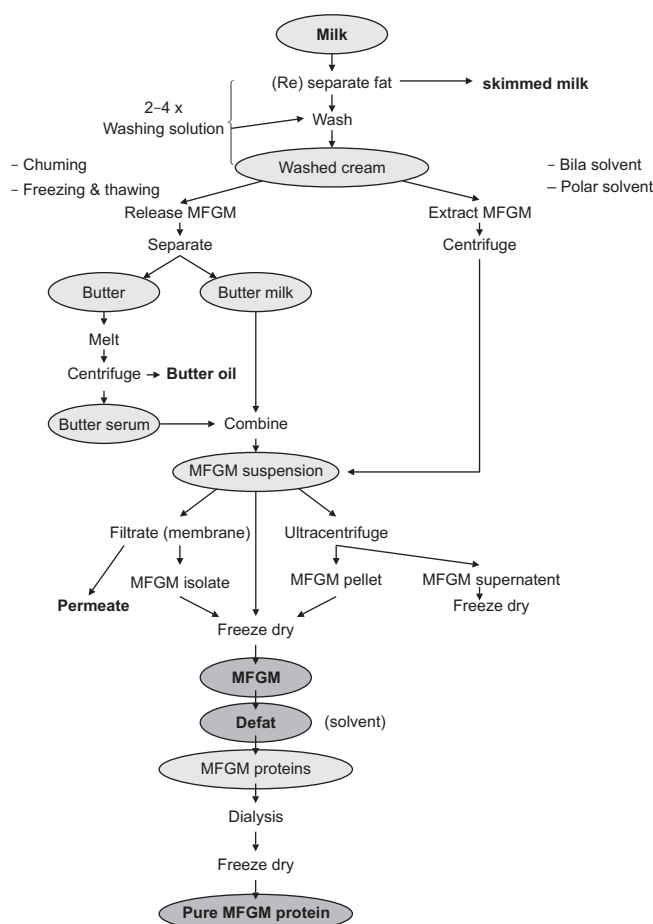 Milk
(Re) separate fat
skimmed milk
2–4 x
Washing solution
Wash
– Chuming
– Freezing & thawing
Washed cream
– Bila solvent
– Polar solvent
Release MFGM
Extract MFGM
Separate
Centrifuge
Butter
Butter milk
Melt
Centrifuge
Butter oil
Butter serum
Combine
MFGM suspension
Filtrate (membrane)
Ultracentrifuge
MFGM isolate
MFGM pellet
MFGM supernatent
Permeate
Freeze dry
Freeze dry
MFGM
Defat
(solvent)
MFGM proteins
Dialysis
Freeze dry
Pure MFGM protein